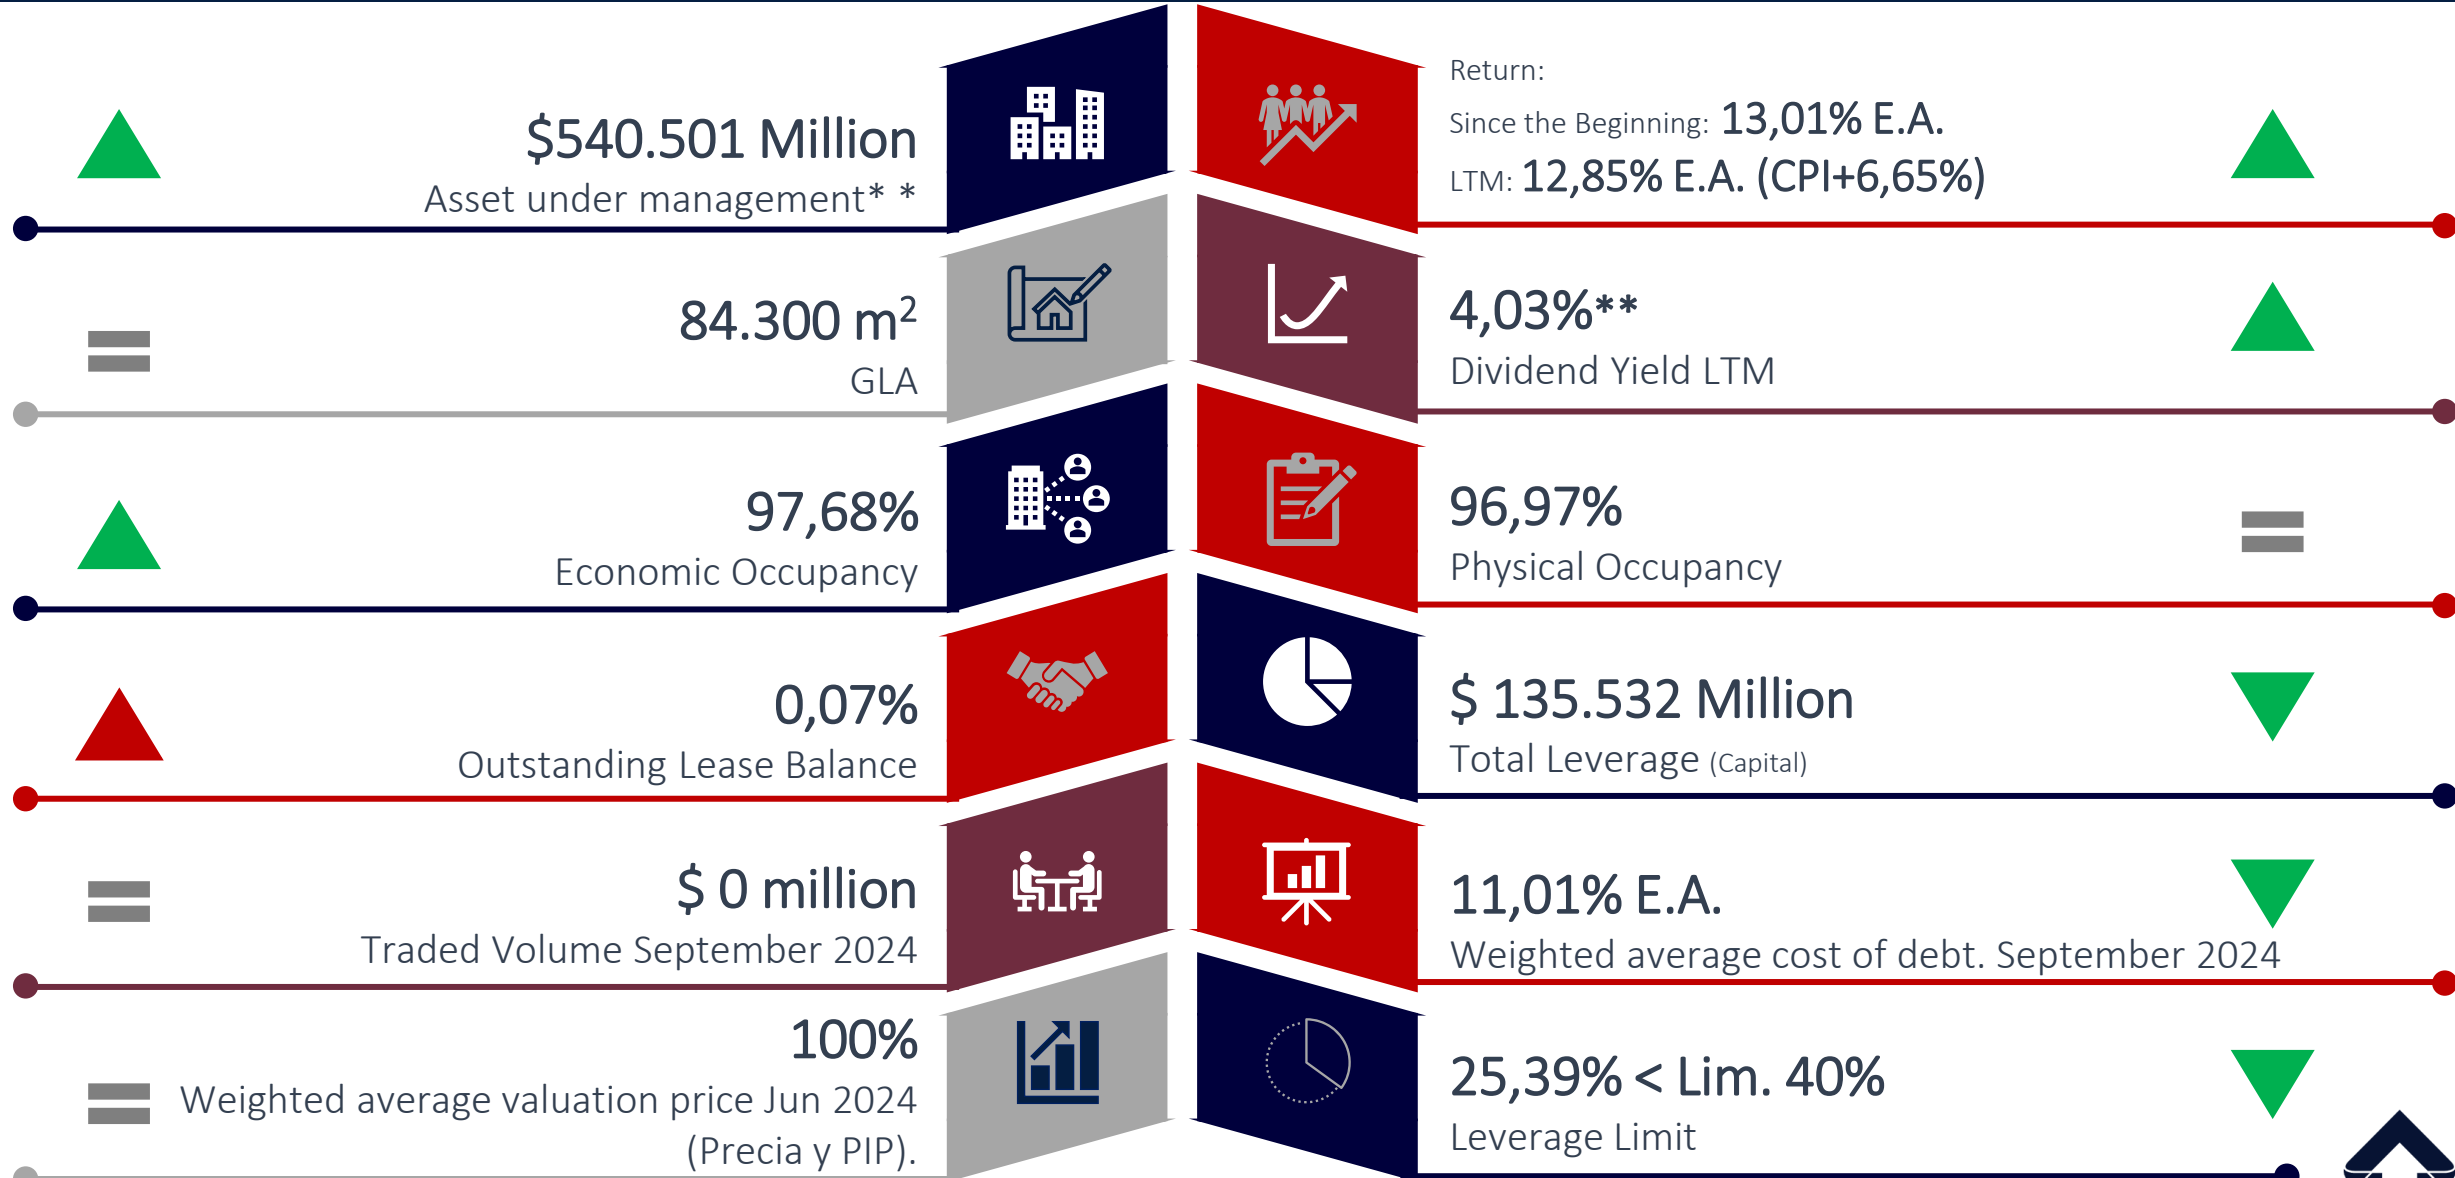 $540.501 Million
Asset under management* *
84.300 m²
GLA
97,68%
Economic Occupancy
0,07%
Outstanding Lease Balance
$ 0 million
Traded Volume September 2024
100%
Weighted average valuation price Jun 2024
(Precia y PIP).
Return:
Since the Beginning: 13,01% E.A.
LTM: 12,85% E.A. (CPI+6,65%)
4,03%**
Dividend Yield LTM
96,97%
Physical Occupancy
$ 135.532 Million
Total Leverage (Capital)
11,01% E.A.
Weighted average cost of debt. September 2024
25,39% < Lim. 40%
Leverage Limit